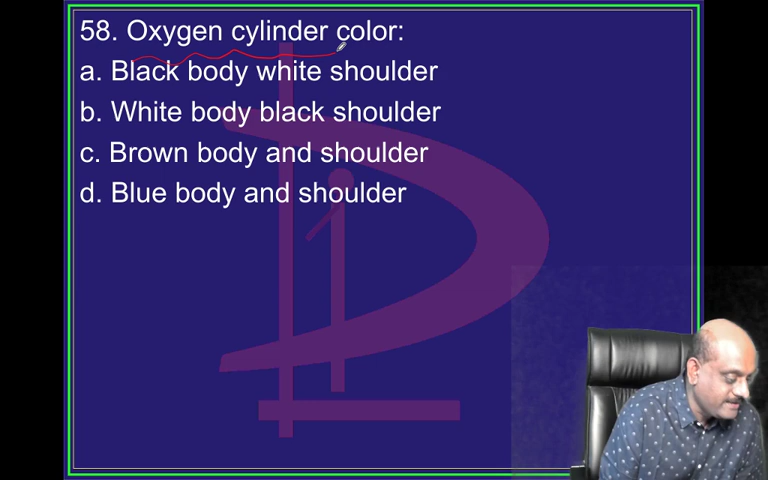 58. Oxygen cylinder color:
a. Black body white shoulder
b. White body black shoulder
c. Brown body and shoulder
d. Blue body and shoulder